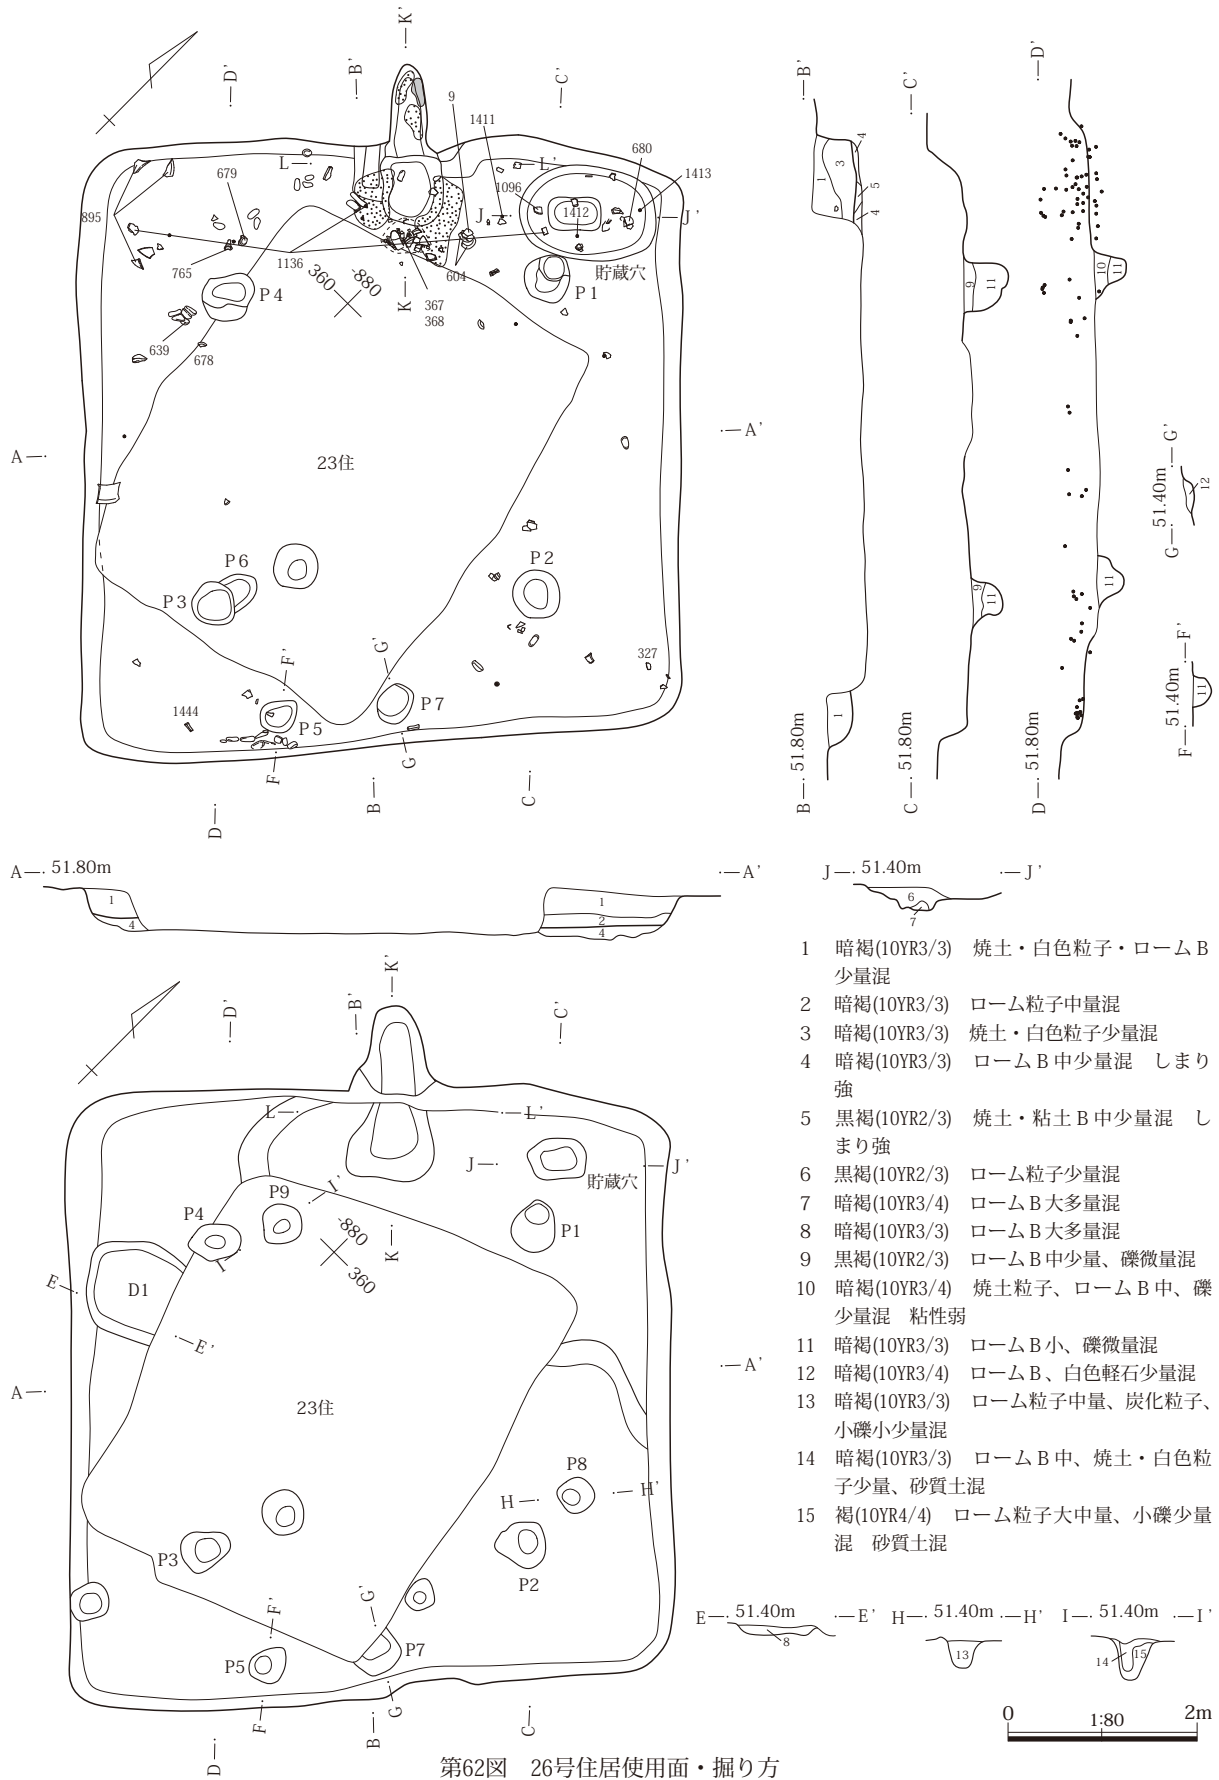 K'
D'
B'
C'
9
1411
680
L
L'
679
1096
1413
895
J
1412
J'
765
1136
604
貯蔵穴
P4
360
-880
K
367
368
P1
639
678
A
A'
23住
P6
P3
P2
G'
F'
327
1444
P5
P7
F
G
B
C
D
B'
C'
D'
4
3
1
5
4
9
11
10
11
9
11
11
1
B 51.80m
C 51.80m
D 51.80m
G'
12
51.40m
G
F'
11
51.40m
F
A 51.80m
A'
1
4
1
2
4
J 51.40m
J'
6
7
1 暗褐(10YR3/3) 焼土・白色粒子・ロームB
少量混
2 暗褐(10YR3/3) ローム粒子中量混
3 暗褐(10YR3/3) 焼土・白色粒子少量混
4 暗褐(10YR3/3) ロームB中少量混 しまり
強
5 黒褐(10YR2/3) 焼土・粘土B中少量混 し
まり強
6 黒褐(10YR2/3) ローム粒子少量混
7 暗褐(10YR3/4) ロームB大多量混
8 暗褐(10YR3/3) ロームB大多量混
9 黒褐(10YR2/3) ロームB中少量、礫微量混
10 暗褐(10YR3/4) 焼土粒子、ロームB中、礫
少量混 粘性弱
11 暗褐(10YR3/3) ロームB小、礫微量混
12 暗褐(10YR3/4) ロームB、白色軽石少量混
13 暗褐(10YR3/3) ローム粒子中量、炭化粒子、
小礫小少量混
14 暗褐(10YR3/3) ロームB中、焼土・白色粒
子少量、砂質土混
15 褐(10YR4/4) ローム粒子大中量、小礫少量
混 砂質土混
K'
D'
B'
C'
L
L'
J
J'
貯蔵穴
P9
I'
P4
-880
360
K
P1
I
E
D1
E'
A
A'
23住
P8
H
H'
P3
P2
G'
F'
P5
P7
F
G
B
C
D
E 51.40m
E'
8
H 51.40m
H'
13
I 51.40m
I'
14
15
0
1:80
2m
第62図 26号住居使用面・掘り方